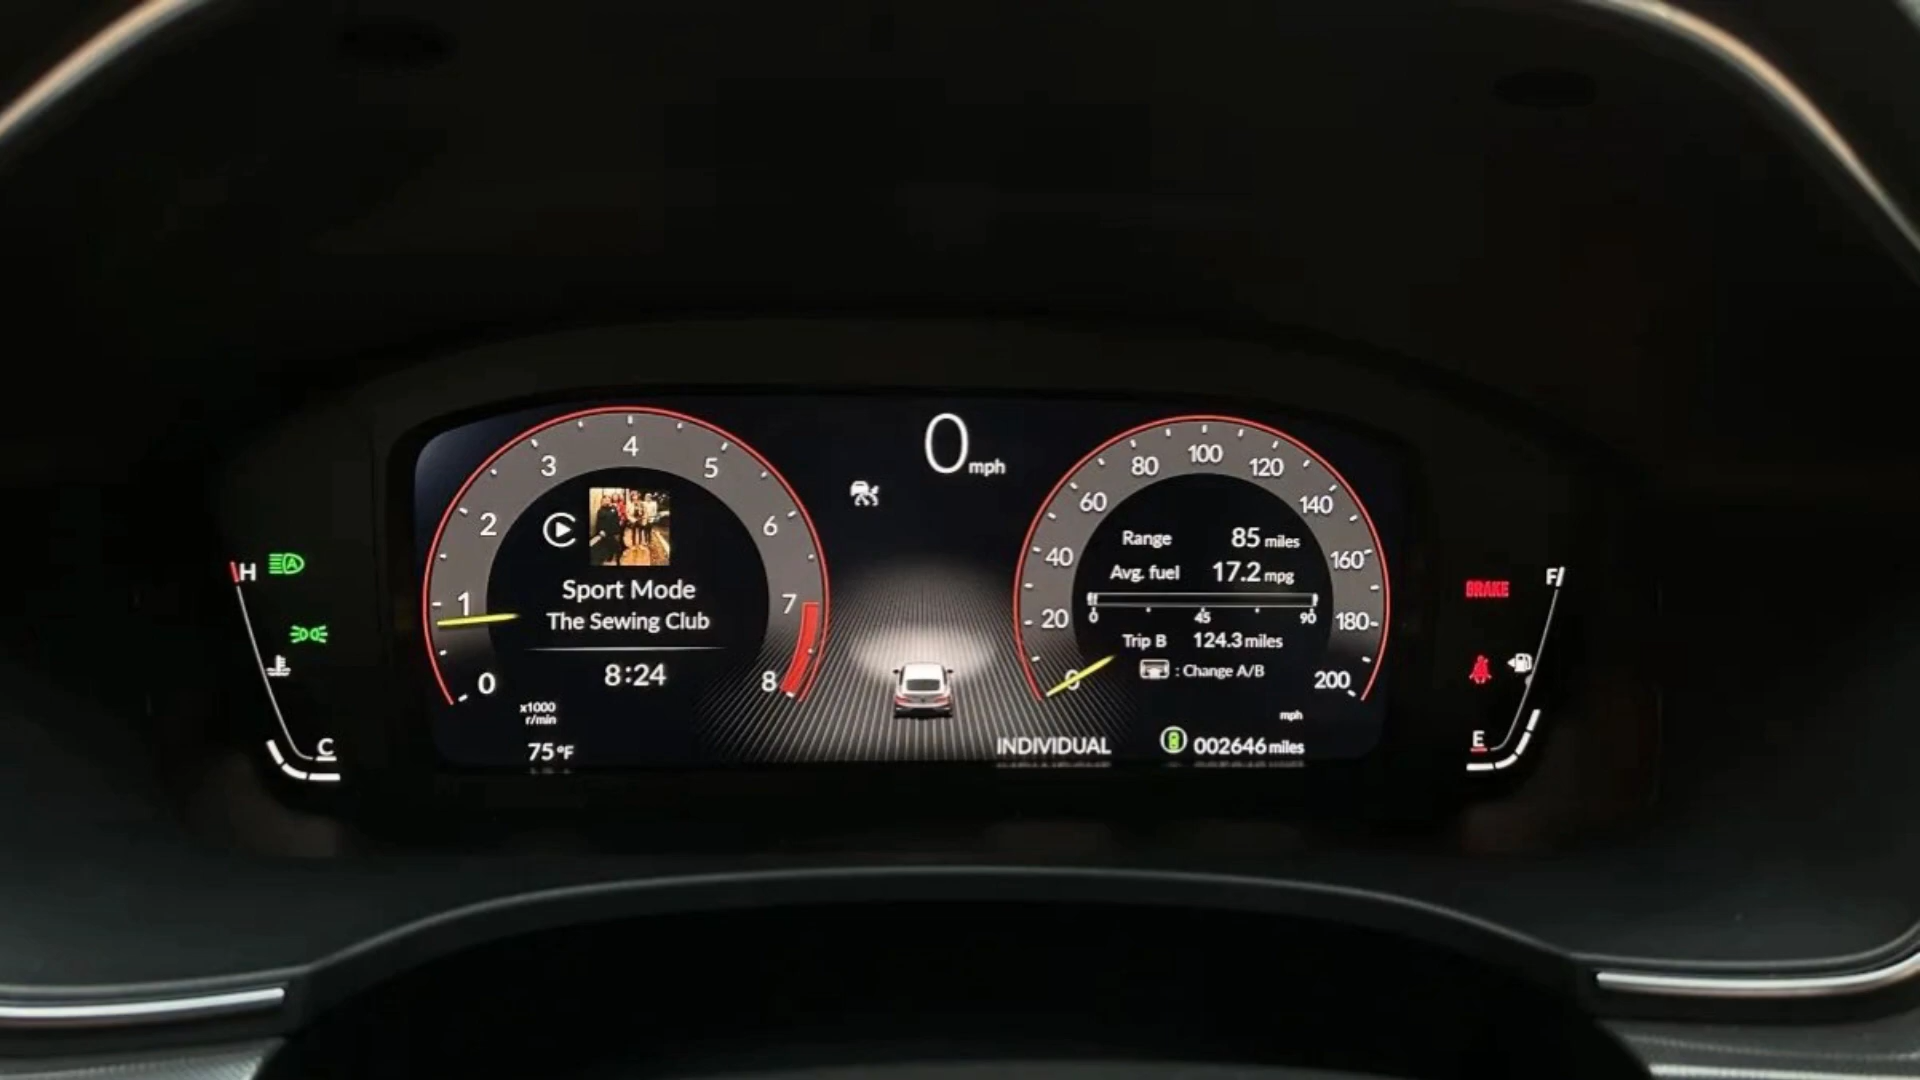 0 mph
4
3
5
2
6
1
7
0
8
Sport Mode
The Sewing Club
8:24
x1000
r/min
75°F
H
A
C
100
80
120
60
140
40
160
20
180
0
200
Range 85 miles
Avg. fuel 17.2 mpg
0 45 90
Trip B 124.3 miles
: Change A/B
mph
INDIVIDUAL
002646 miles
BRAKE
F
E